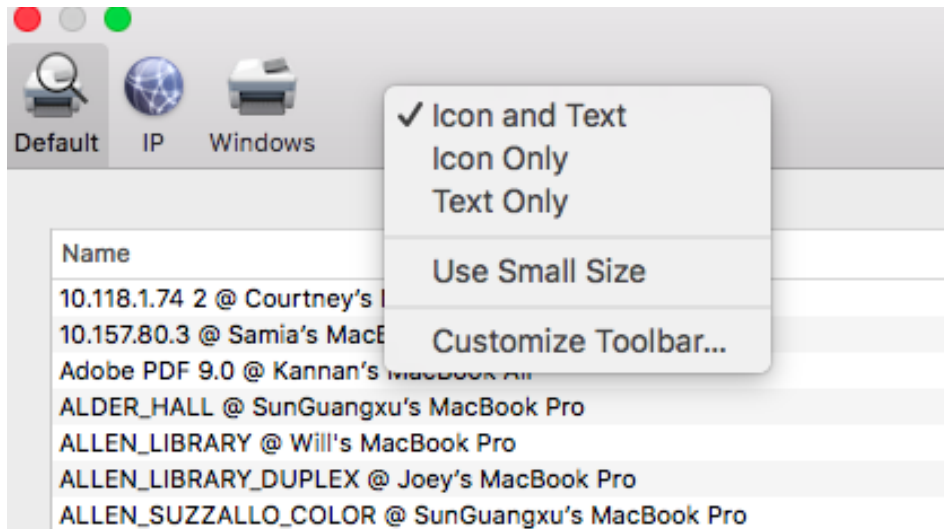 Default IP Windows
✓ Icon and Text
Icon Only
Text Only
Use Small Size
Customize Toolbar...
Name
10.118.1.74 2 @ Courtney's
10.157.80.3 @ Samia's
Adobe PDF 9.0 @ Kannan's MacBook Air
ALDER_HALL @ SunGuangxu's MacBook Pro
ALLEN_LIBRARY @ Will's MacBook Pro
ALLEN_LIBRARY_DUPLEX @ Joey's MacBook Pro
ALLEN_SUZZALLO_COLOR @ SunGuangxu's MacBook Pro